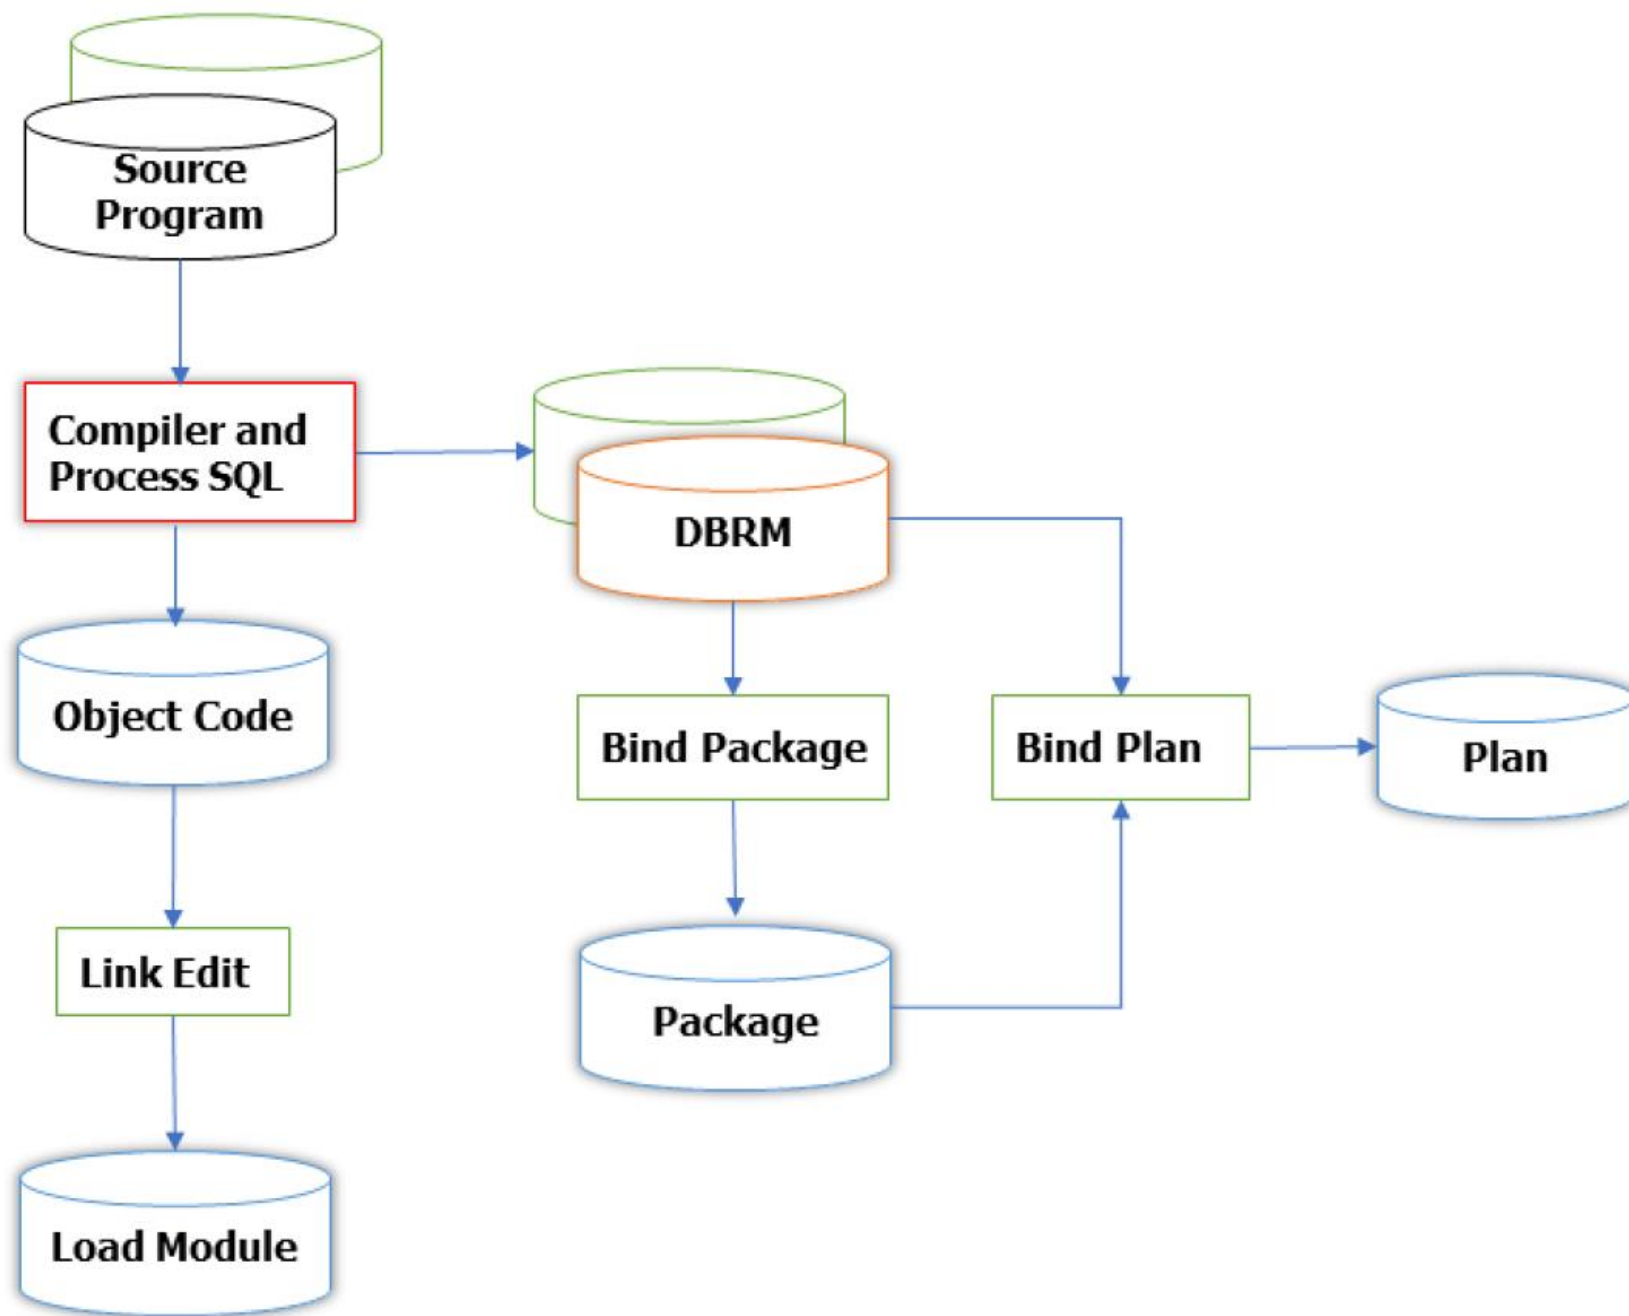 Source
Program
Compiler and
Process SQL
DBRM
Object Code
Bind Package
Bind Plan
Plan
Link Edit
Package
Load Module